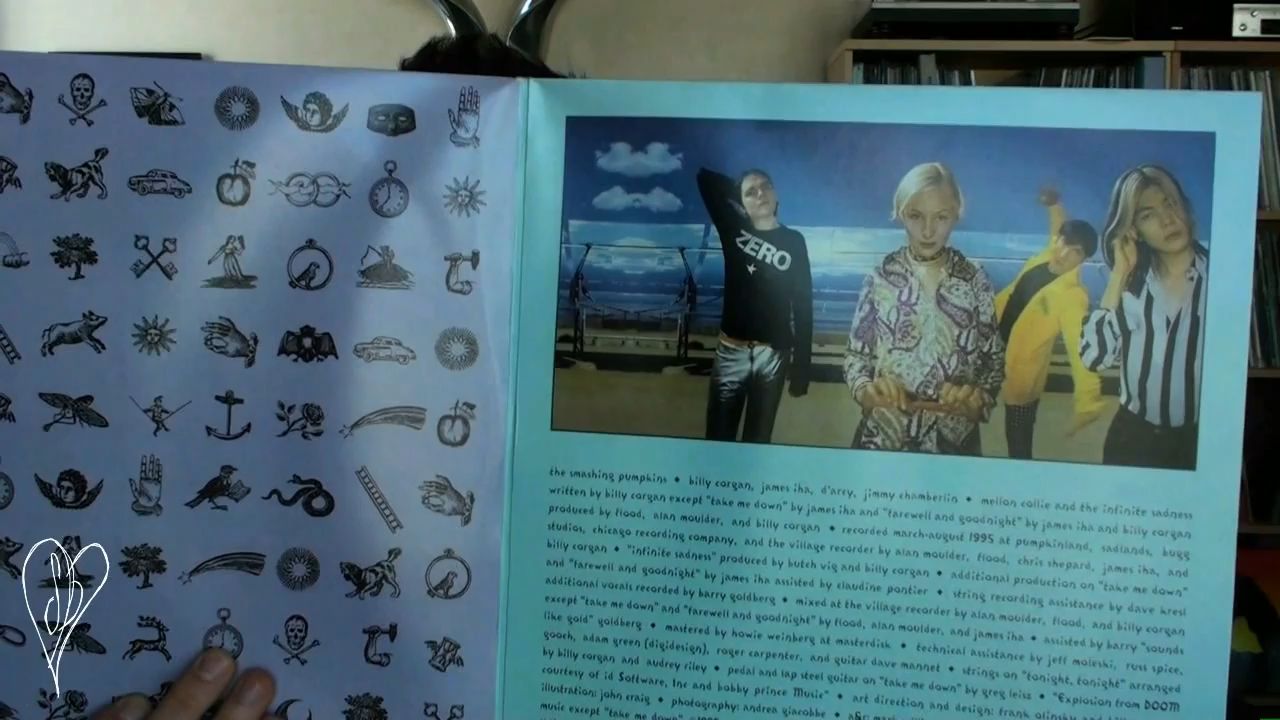 ZERO
the smashing pumpkins • billy corgan, james iha, d'arcy, jimmy chamberlin • mellon collie and the infinite sadness
written by billy corgan except "take me down" by james iha and "farewell and goodnight" by james iha and billy corgan
produced by flood, alan moulder, and billy corgan • recorded march-august 1995 at pumpkinland, sadlands, bugg
studios, chicago recording company, and the village recorder by alan moulder, flood, chris shepard, james iha, and
billy corgan • "infinite sadness" produced by butch vig and billy corgan • additional production on "take me down"
and "farewell and goodnight" by james iha assisted by claudine pontier • string recording assistance by dave kresl
additional vocals recorded by barry goldberg • mixed at the village recorder by alan moulder, flood, and billy corgan
except "take me down" and "farewell and goodnight" by flood, alan moulder, and james iha • assisted by barry "sounds
like gold" goldberg • mastered by howie weinberg at masterdisk • technical assistance by jeff moleski, russ spice,
gooch, adam green (digidesign), roger carpenter, and guitar dave mannet • strings on "tonight, tonight" arranged
by billy corgan and audrey riley • pedal and lap steel guitar on "take me down" by greg leisz • "Explosion from DOOM
courtesy of id Software, Inc and bobby prince Music" • art direction and design: frank olinsky and
illustration: john craig • photography: andrea giacobbe • a&r:
music except "take me down"